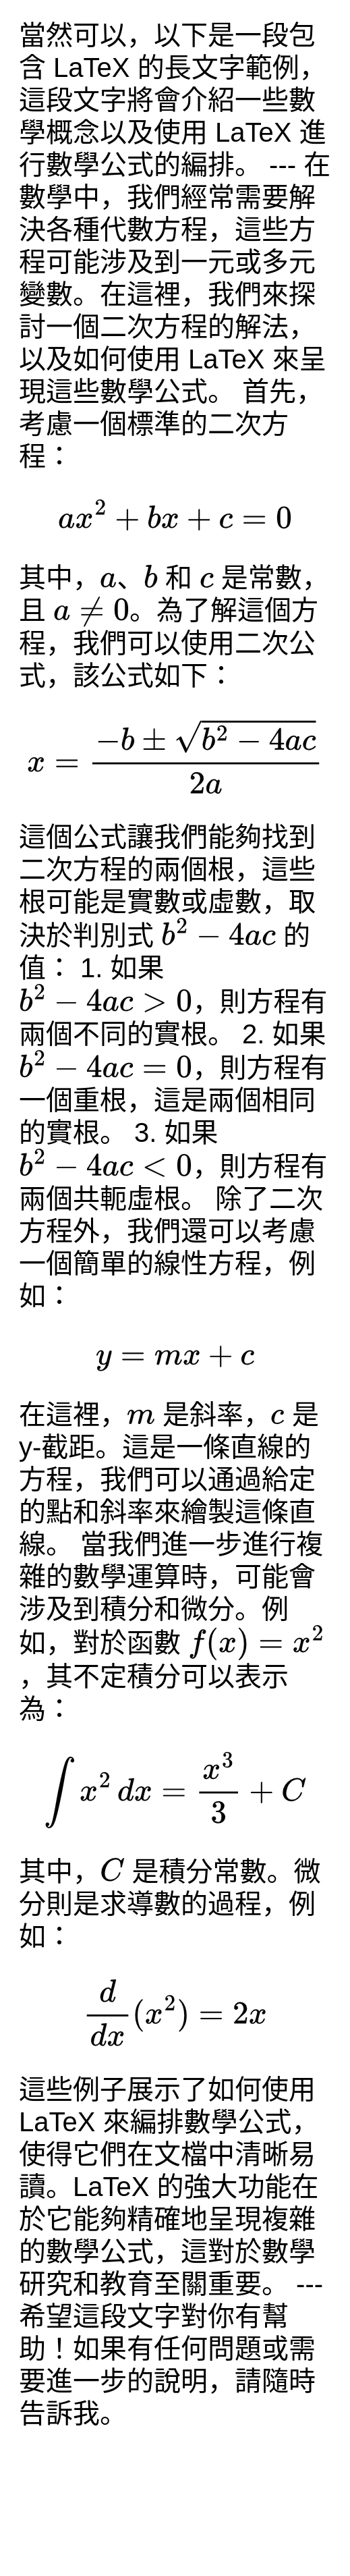 當然可以，以下是一段包
含 LaTeX 的長文字範例，
這段文字將會介紹一些數
學概念以及使用 LaTeX 進
行數學公式的編排。 --- 在
數學中，我們經常需要解
決各種代數方程，這些方
程可能涉及到一元或多元
變數。在這裡，我們來探
討一個二次方程的解法，
以及如何使用 LaTeX 來呈
現這些數學公式。 首先，
考慮一個標準的二次方
程：
$$ax^2 + bx + c = 0$$
其中，$a$、$b$ 和 $c$ 是常數，
且 $a \neq 0$。為了解這個方
程，我們可以使用二次公
式，該公式如下：
$$x = \frac{-b \pm \sqrt{b^2 - 4ac}}{2a}$$
這個公式讓我們能夠找到
二次方程的兩個根，這些
根可能是實數或虛數，取
決於判別式 $b^2 - 4ac$ 的
值： 1. 如果
$b^2 - 4ac > 0$，則方程有
兩個不同的實根。 2. 如果
$b^2 - 4ac = 0$，則方程有
一個重根，這是兩個相同
的實根。 3. 如果
$b^2 - 4ac < 0$，則方程有
兩個共軛虛根。 除了二次
方程外，我們還可以考慮
一個簡單的線性方程，例
如：
$$y = mx + c$$
在這裡，$m$ 是斜率，$c$ 是
y-截距。這是一條直線的
方程，我們可以通過給定
的點和斜率來繪製這條直
線。 當我們進一步進行複
雜的數學運算時，可能會
涉及到積分和微分。例
如，對於函數 $f(x) = x^2$
，其不定積分可以表示
為：
$$\int x^2 \, dx = \frac{x^3}{3} + C$$
其中，$C$ 是積分常數。微
分則是求導數的過程，例
如：
$$\frac{d}{dx}(x^2) = 2x$$
這些例子展示了如何使用
LaTeX 來編排數學公式，
使得它們在文檔中清晰易
讀。LaTeX 的強大功能在
於它能夠精確地呈現複雜
的數學公式，這對於數學
研究和教育至關重要。 ---
希望這段文字對你有幫
助！如果有任何問題或需
要進一步的說明，請隨時
告訴我。